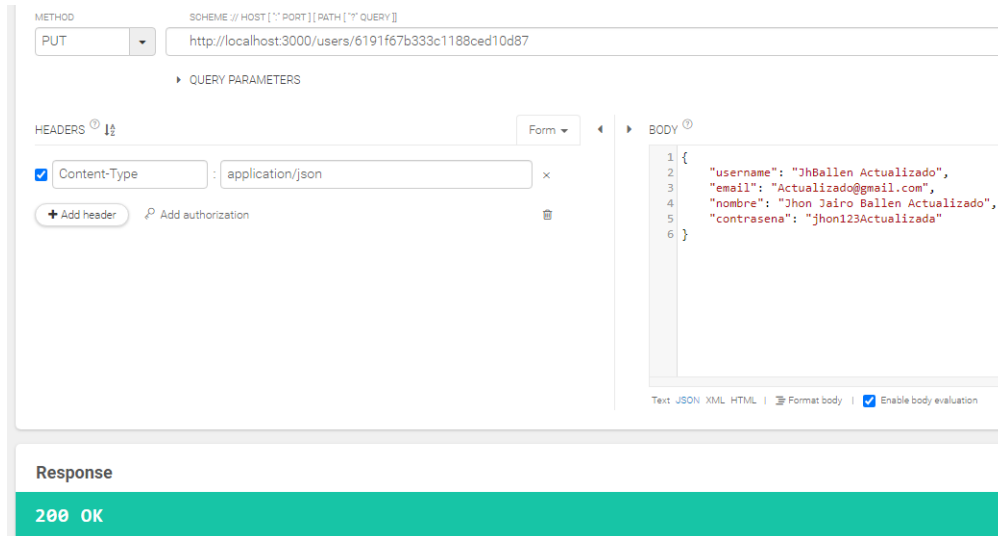 METHOD SCHEME :// HOST [ ":" PORT ] [ PATH [ "?" QUERY ]]
PUT http://localhost:3000/users/6191f67b333c1188ced10d87
QUERY PARAMETERS
HEADERS Form BODY
Content-Type : application/json
+ Add header Add authorization
1 {
2 "username": "JhBallen Actualizado",
3 "email": "Actualizado@gmail.com",
4 "nombre": "Jhon Jairo Ballen Actualizado",
5 "contrasena": "jhon123Actualizada"
6 }
Text JSON XML HTML | Format body | Enable body evaluation
Response
200 OK